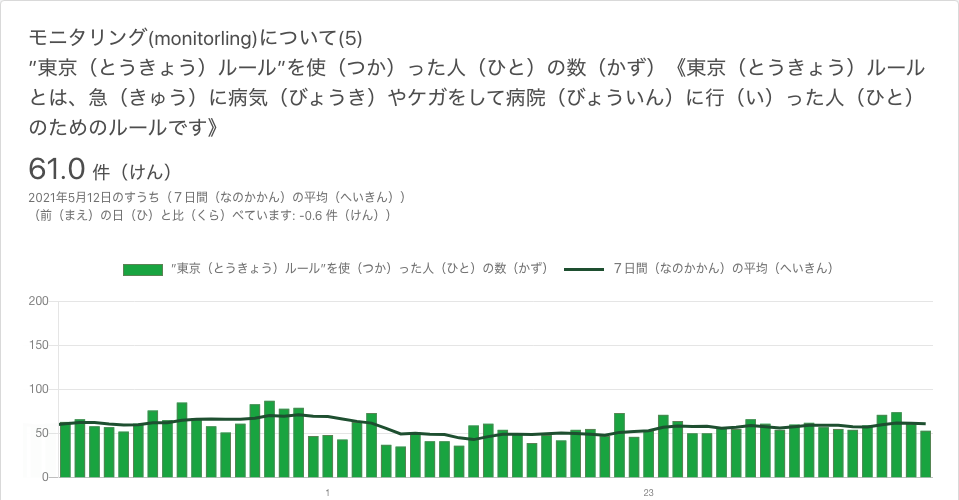 モニタリング(monitorling)について(5)
”東京（とうきょう）ルール”を使（つか）った人（ひと）の数（かず）《東京（とうきょう）ルール
とは、急（きゅう）に病気（びょうき）やケガをして病院（びょういん）に行（い）った人（ひと）
のためのルールです》
61.0 件（けん）
2021年5月12日のすうち（７日間（なのかかん）の平均（へいきん））
（前（まえ）の日（ひ）と比（くら）べています: -0.6 件（けん））
”東京（とうきょう）ルール”を使（つか）った人（ひと）の数（かず） ７日間（なのかかん）の平均（へいきん）
200
150
100
50
0
1 23